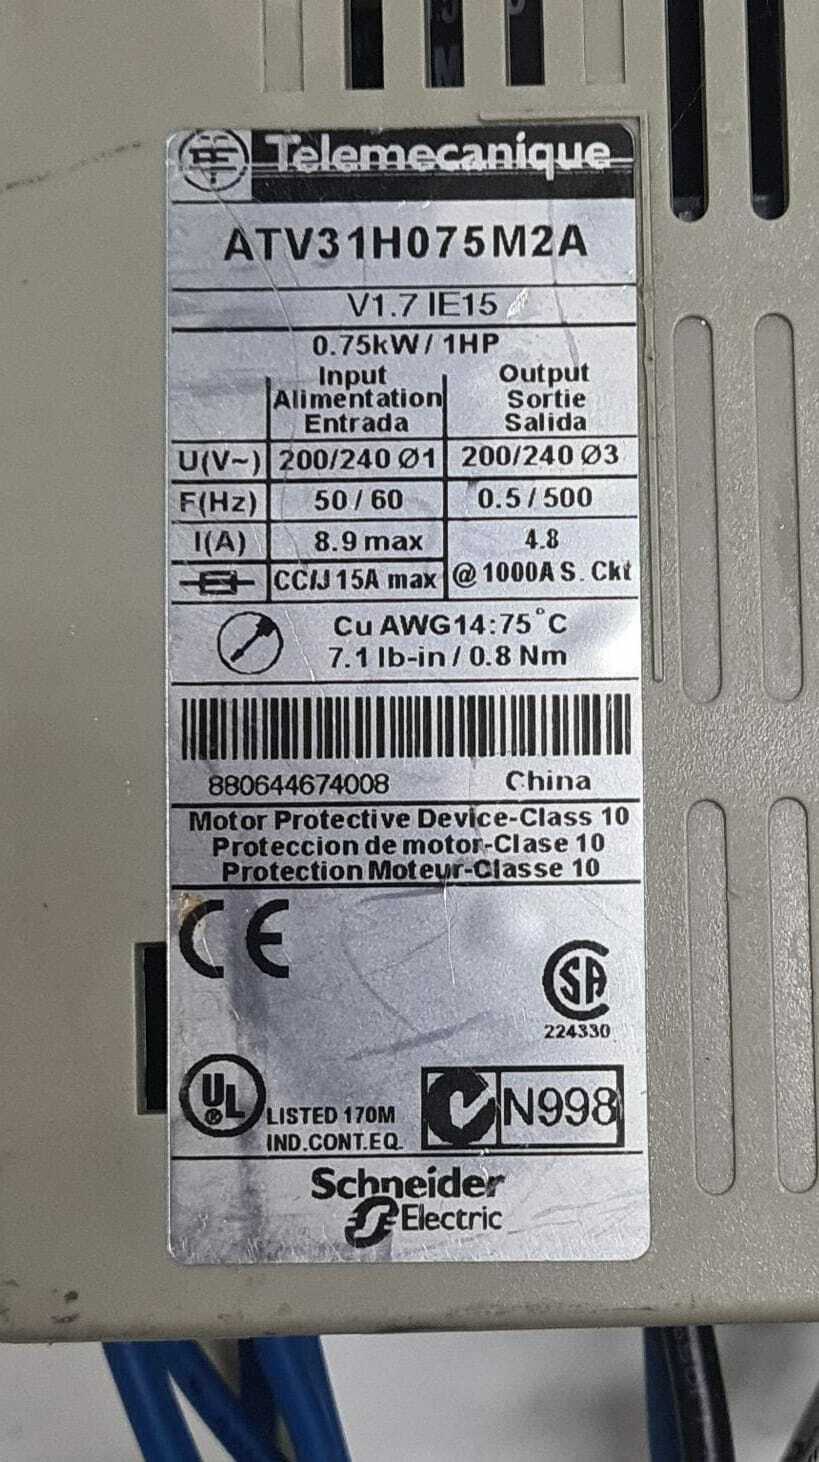 Telemecanique
ATV31H075M2A
V1.7 IE15
0.75kW / 1HP
Input
Alimentation
Entrada
Output
Sortie
Salida
U(V~) 200/240 Ø1 200/240 Ø3
F(Hz) 50 / 60 0.5 / 500
I(A) 8.9 max 4.8
CC/J 15A max @ 1000A S. Ckt
Cu AWG14:75°C
7.1 lb-in / 0.8 Nm
880644674008 China
Motor Protective Device-Class 10
Proteccion de motor-Clase 10
Protection Moteur-Classe 10
CE
SA
224330
UL
®
LISTED 170M
IND.CONT.EQ.
N998
Schneider
Electric